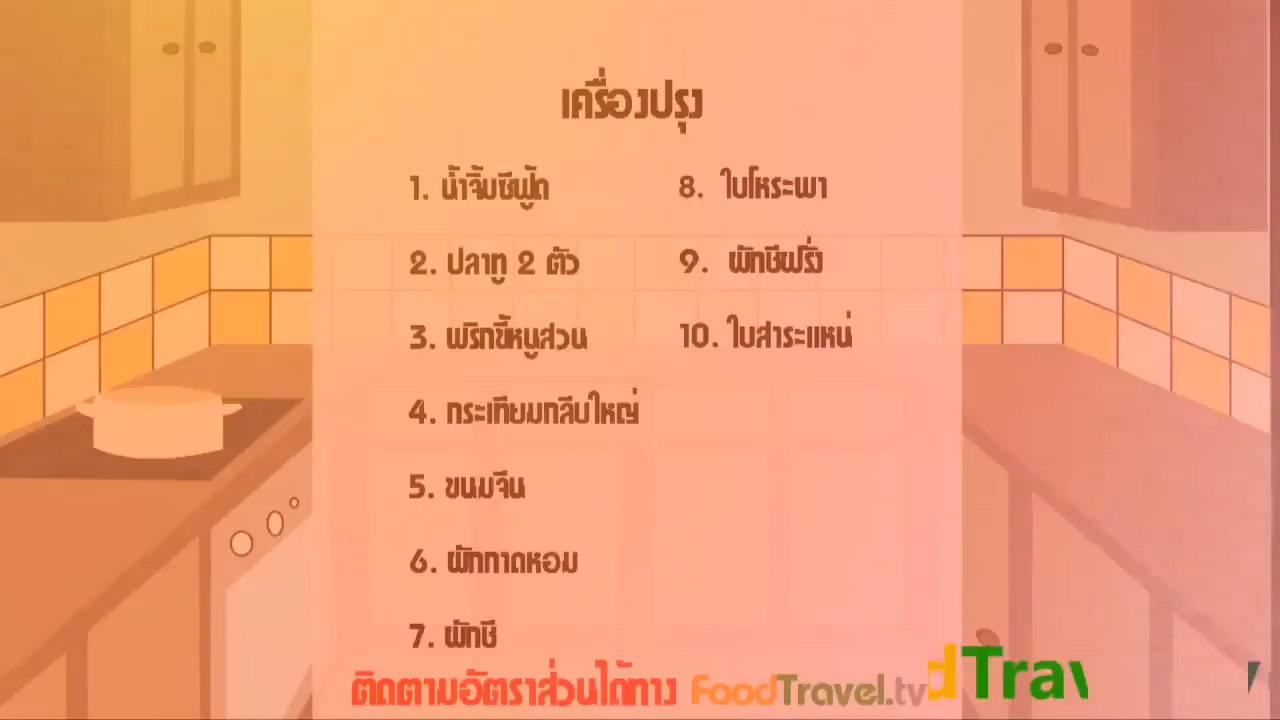 เครื่องปรุง
1. น้ำจิ้มซีฟู้ด
2. ปลาทู 2 ตัว
3. พริกขี้หนูสวน
4. กระเทียมกลีบใหญ่
5. ขนมจีน
6. ผักกาดหอม
7. ผักชี
8. ใบโหระพา
9. ผักชีฝรั่ง
10. ใบสาระแหน่
ติดตามอัตราส่วนได้ทาง FoodTravel.tv
dTrav